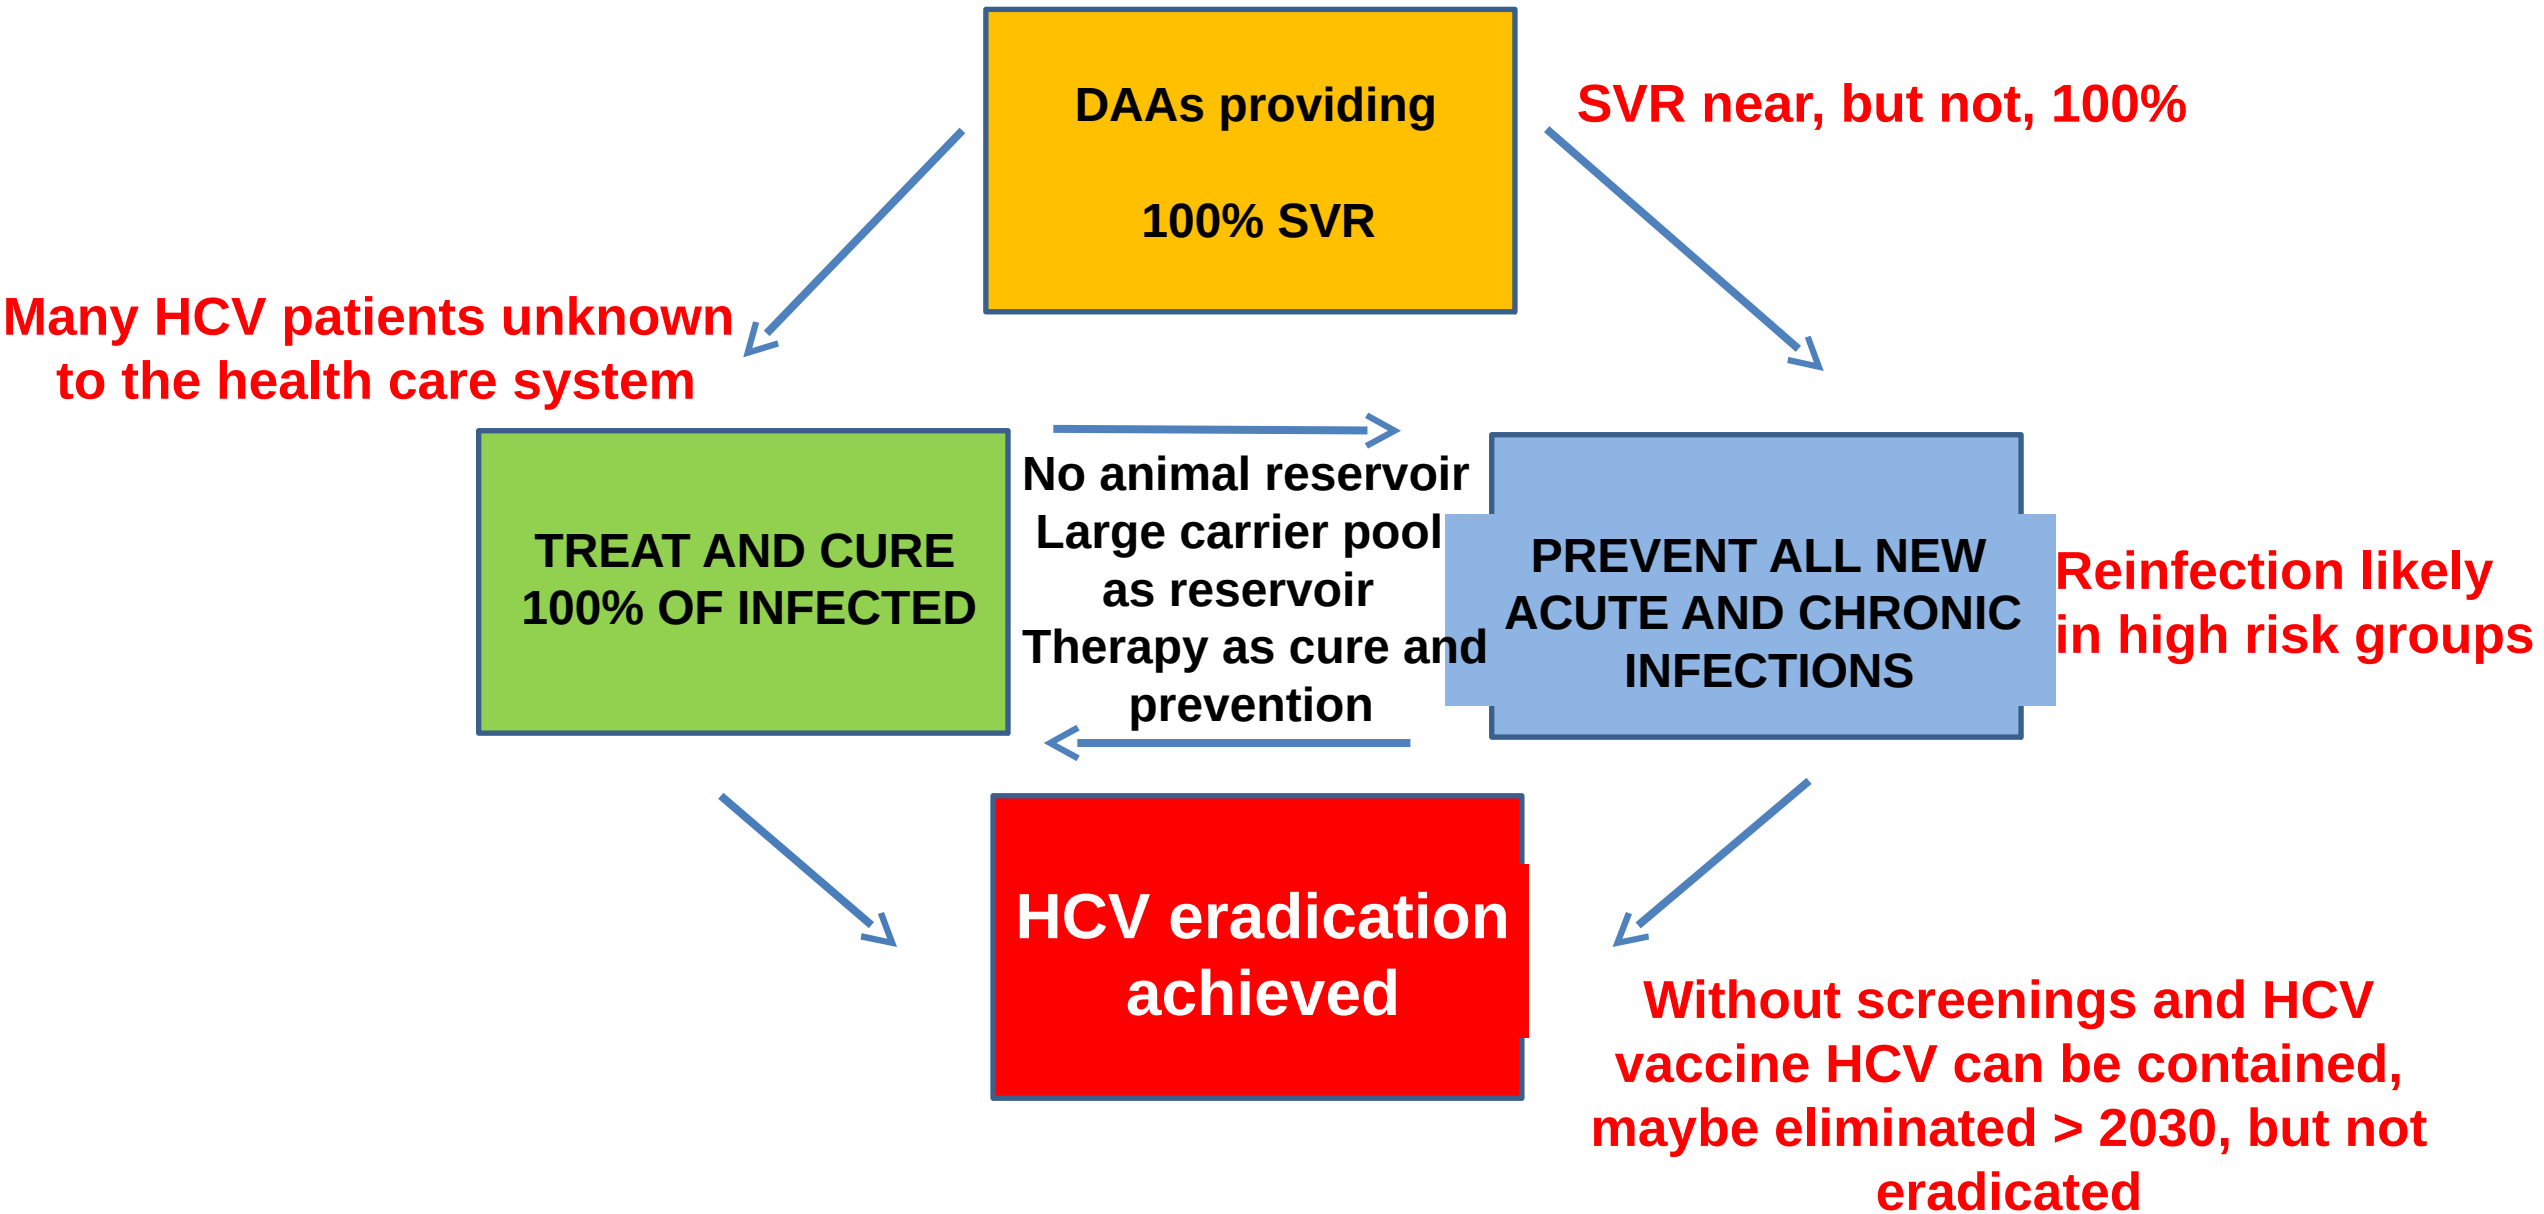 DAAs providing
100% SVR
SVR near, but not, 100%
Many HCV patients unknown
to the health care system
TREAT AND CURE
100% OF INFECTED
No animal reservoir
Large carrier pool
as reservoir
Therapy as cure and
prevention
PREVENT ALL NEW
ACUTE AND CHRONIC
INFECTIONS
Reinfection likely
in high risk groups
HCV eradication
achieved
Without screenings and HCV
vaccine HCV can be contained,
maybe eliminated > 2030, but not
eradicated